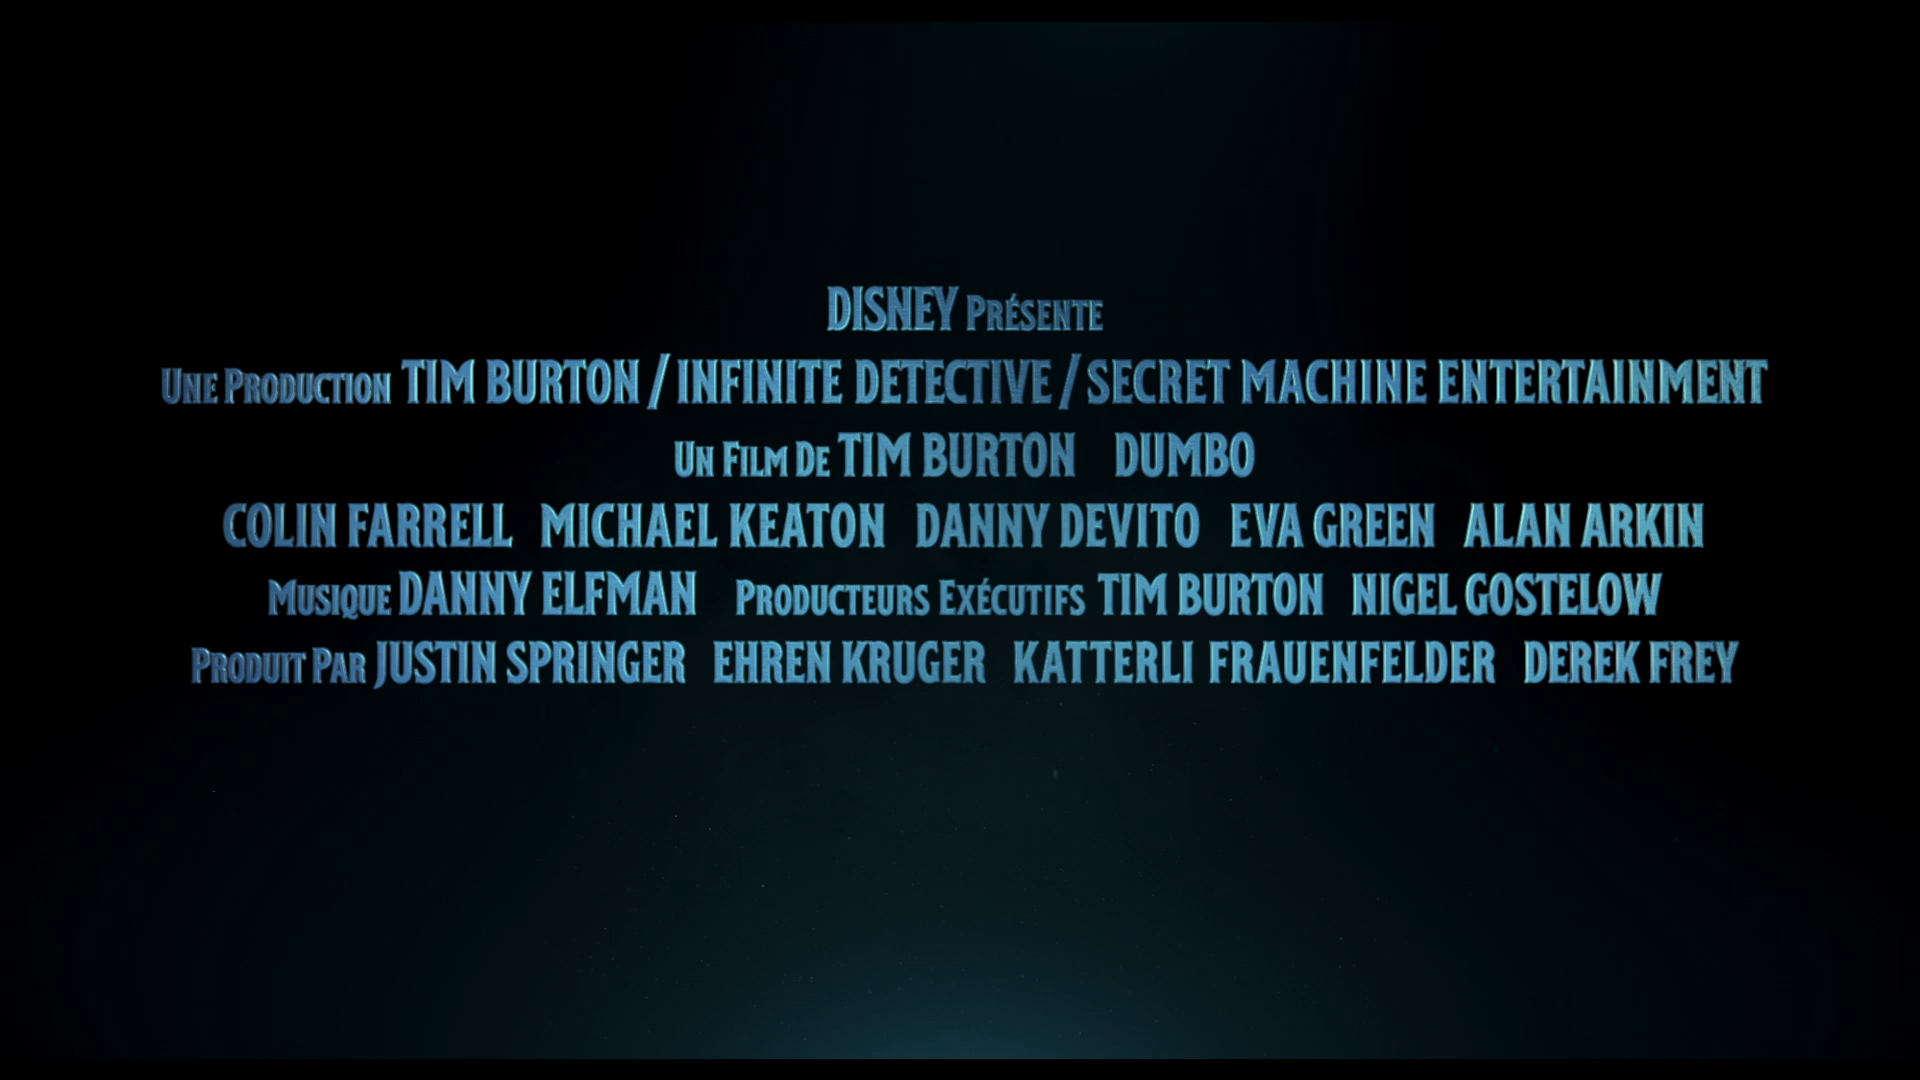 DISNEY PRÉSENTE
UNE PRODUCTION TIM BURTON / INFINITE DETECTIVE / SECRET MACHINE ENTERTAINMENT
UN FILM DE TIM BURTON DUMBO
COLIN FARRELL MICHAEL KEATON DANNY DEVITO EVA GREEN ALAN ARKIN
MUSIQUE DANNY ELFMAN PRODUCTEURS EXÉCUTIFS TIM BURTON NIGEL GOSTELOW
PRODUIT PAR JUSTIN SPRINGER EHREN KRUGER KATTERLI FRAUENFELDER DEREK FREY